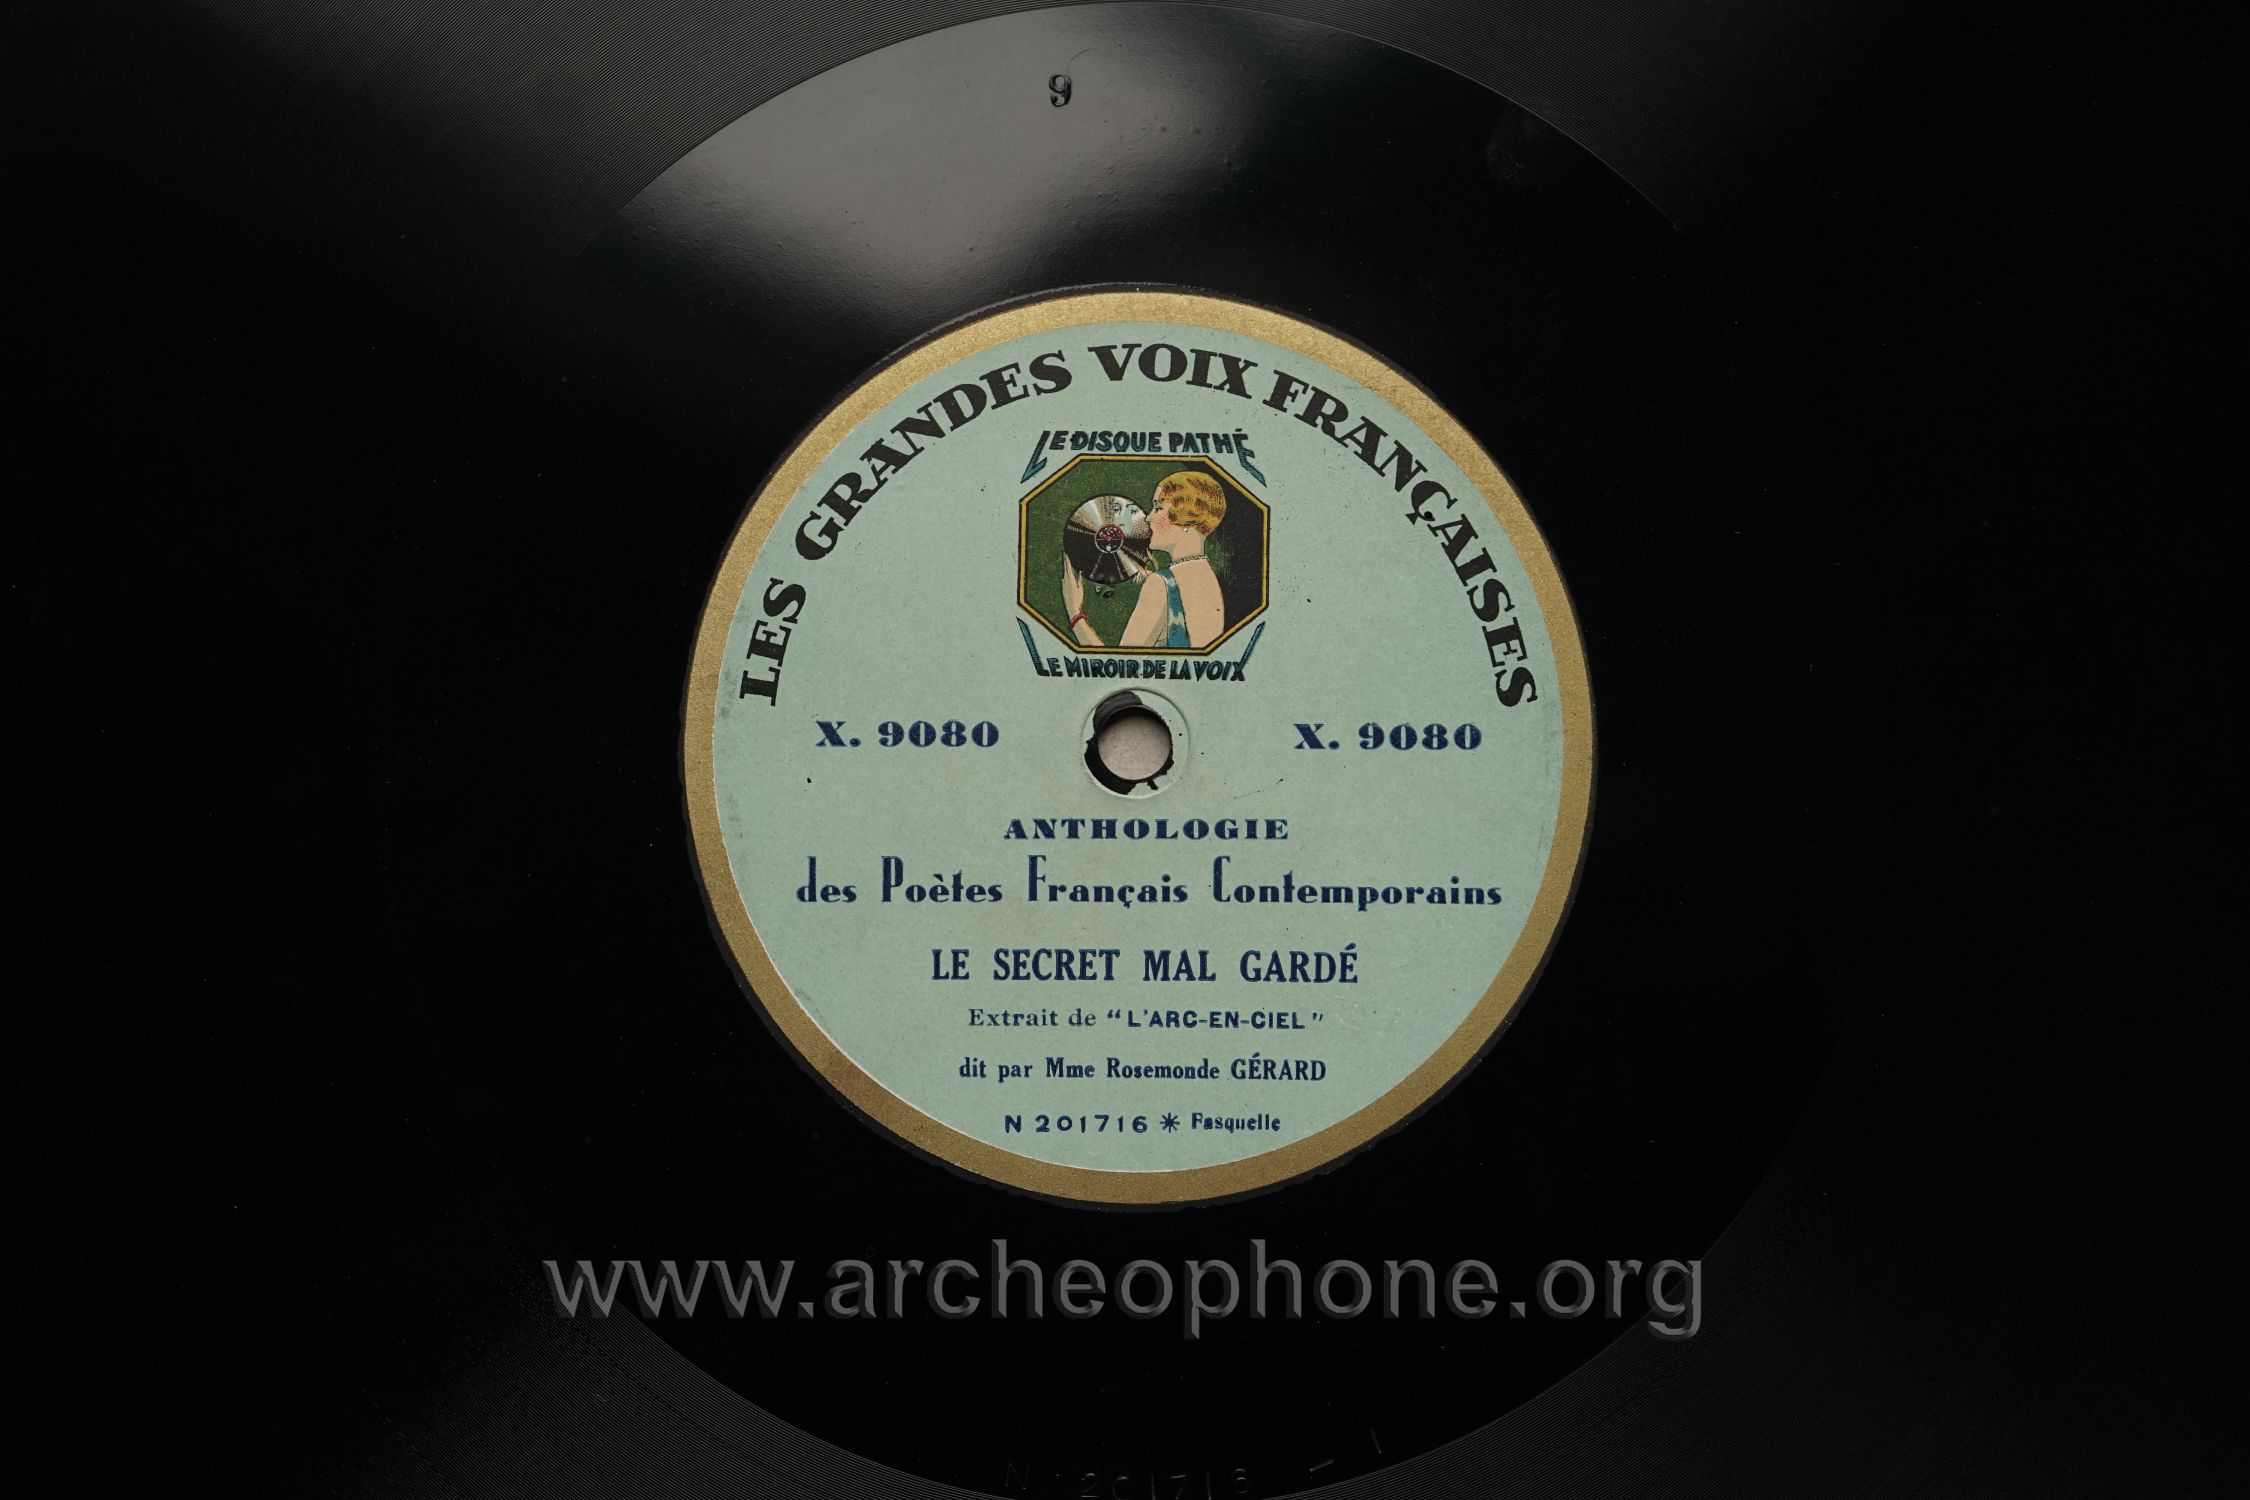 9
LES GRANDES VOIX FRANÇAISES
LE DISQUE PATHÉ
LE MIROIR DE LA VOIX
X. 9080 X. 9080
ANTHOLOGIE
des Poètes Français Contemporains
LE SECRET MAL GARDÉ
Extrait de "L'ARC-EN-CIEL"
dit par Mme Rosemonde GÉRARD
N 201716 * Fasquelle
www.archeophone.org
N 201716 - 1